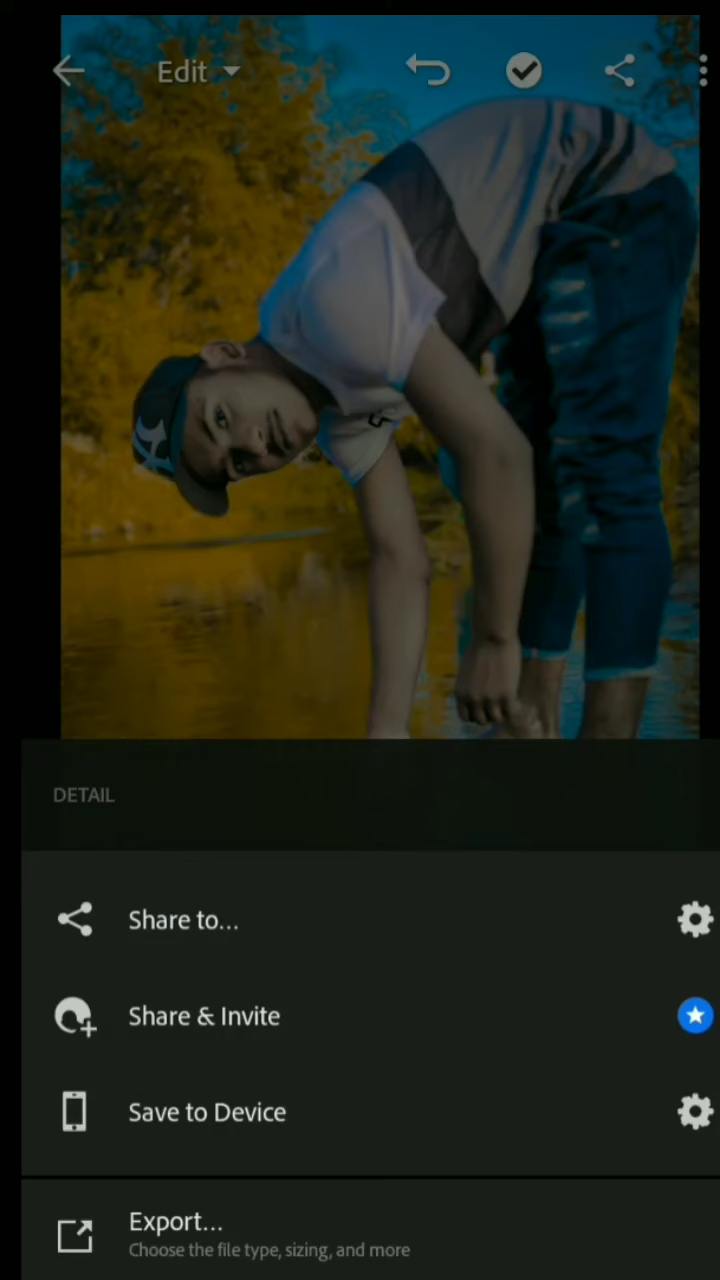 Edit
DETAIL
Share to...
Share & Invite
Save to Device
Export...
Choose the file type, sizing, and more